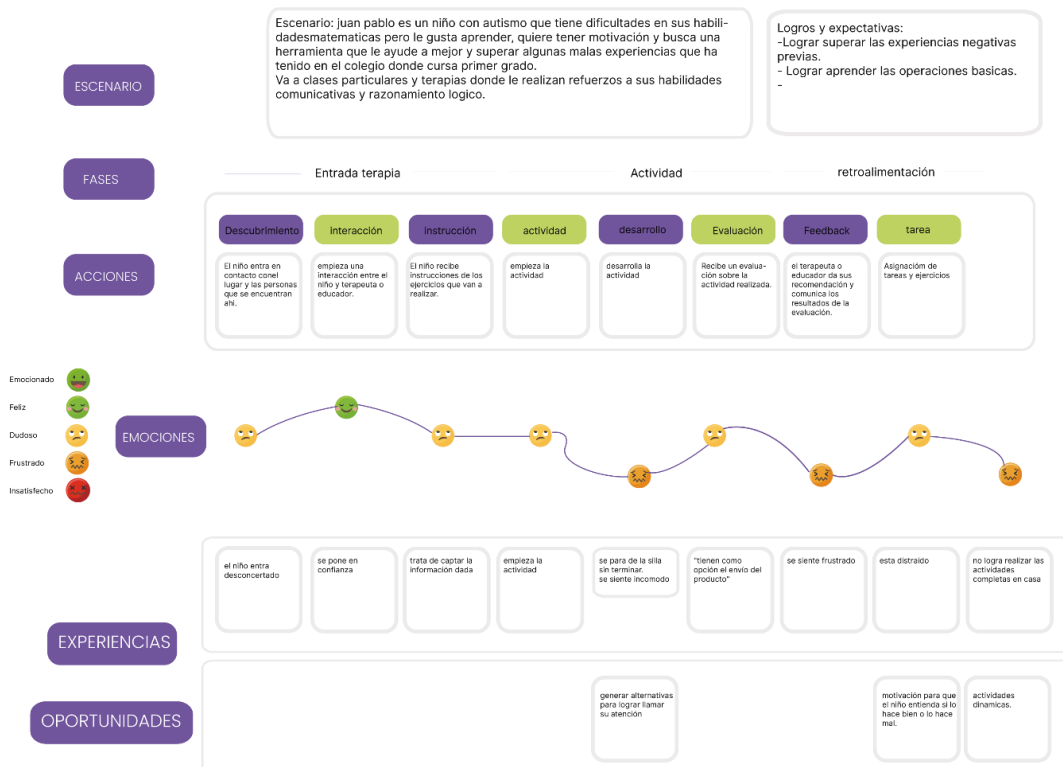 ESCENARIO
Escenario: juan pablo es un niño con autismo que tiene dificultades en sus habili-
dadesmatematicas pero le gusta aprender, quiere tener motivación y busca una
herramienta que le ayude a mejor y superar algunas malas experiencias que ha
tenido en el colegio donde cursa primer grado.
Va a clases particulares y terapias donde le realizan refuerzos a sus habilidades
comunicativas y razonamiento logico.
Logros y expectativas:
-Lograr superar las experiencias negativas
previas.
- Lograr aprender las operaciones basicas.
-
FASES
Entrada terapia
Actividad
retroalimentación
ACCIONES
Descubrimiento
interacción
instrucción
actividad
desarrollo
Evaluación
Feedback
tarea
El niño entra en
contacto conel
lugar y las personas
que se encuentran
ahi.
empieza una
interacción entre el
niño y terapeuta o
educador.
El niño recibe
instrucciones de los
ejercicios que van a
realizar.
empieza la
actividad
desarrolla la
actividad
Recibe un evalua-
ción sobre la
actividad realizada.
el terapeuta o
educador da sus
recomendación y
comunica los
resultados de la
evaluación.
Asignacióm de
tareas y ejercicios
Emocionado
Feliz
Dudoso
Frustrado
Insatisfecho
EMOCIONES
EXPERIENCIAS
el niño entra
desconcertado
se pone en
confianza
trata de captar la
información dada
empieza la
actividad
se para de la silla
sin terminar.
se siente incomodo
"tienen como
opción el envío del
producto"
se siente frustrado
esta distraido
no logra realizar las
actividades
completas en casa
OPORTUNIDADES
generar alternativas
para lograr llamar
su atención
motivación para que
el niño entienda si lo
hace bien o lo hace
mal.
actividades
dinamicas.